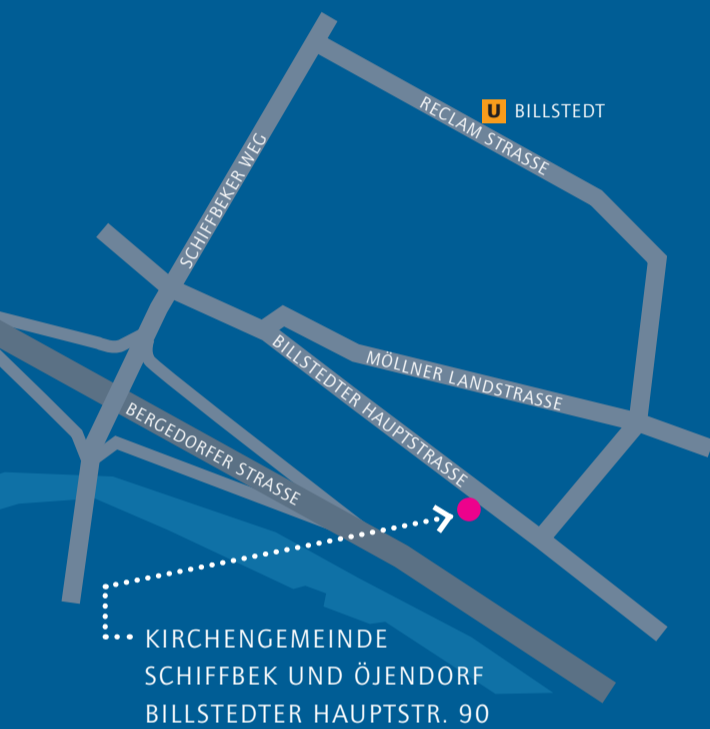 RECLAM STRASSE
U BILLSTEDT
SCHIFFBEKER WEG
BILLSTEDTER HAUPTSTRASSE
MÖLLNER LANDSTRASSE
BERGEDORFER STRASSE
KIRCHENGEMEINDE
SCHIFFBEK UND ÖJENDORF
BILLSTEDTER HAUPTSTR. 90